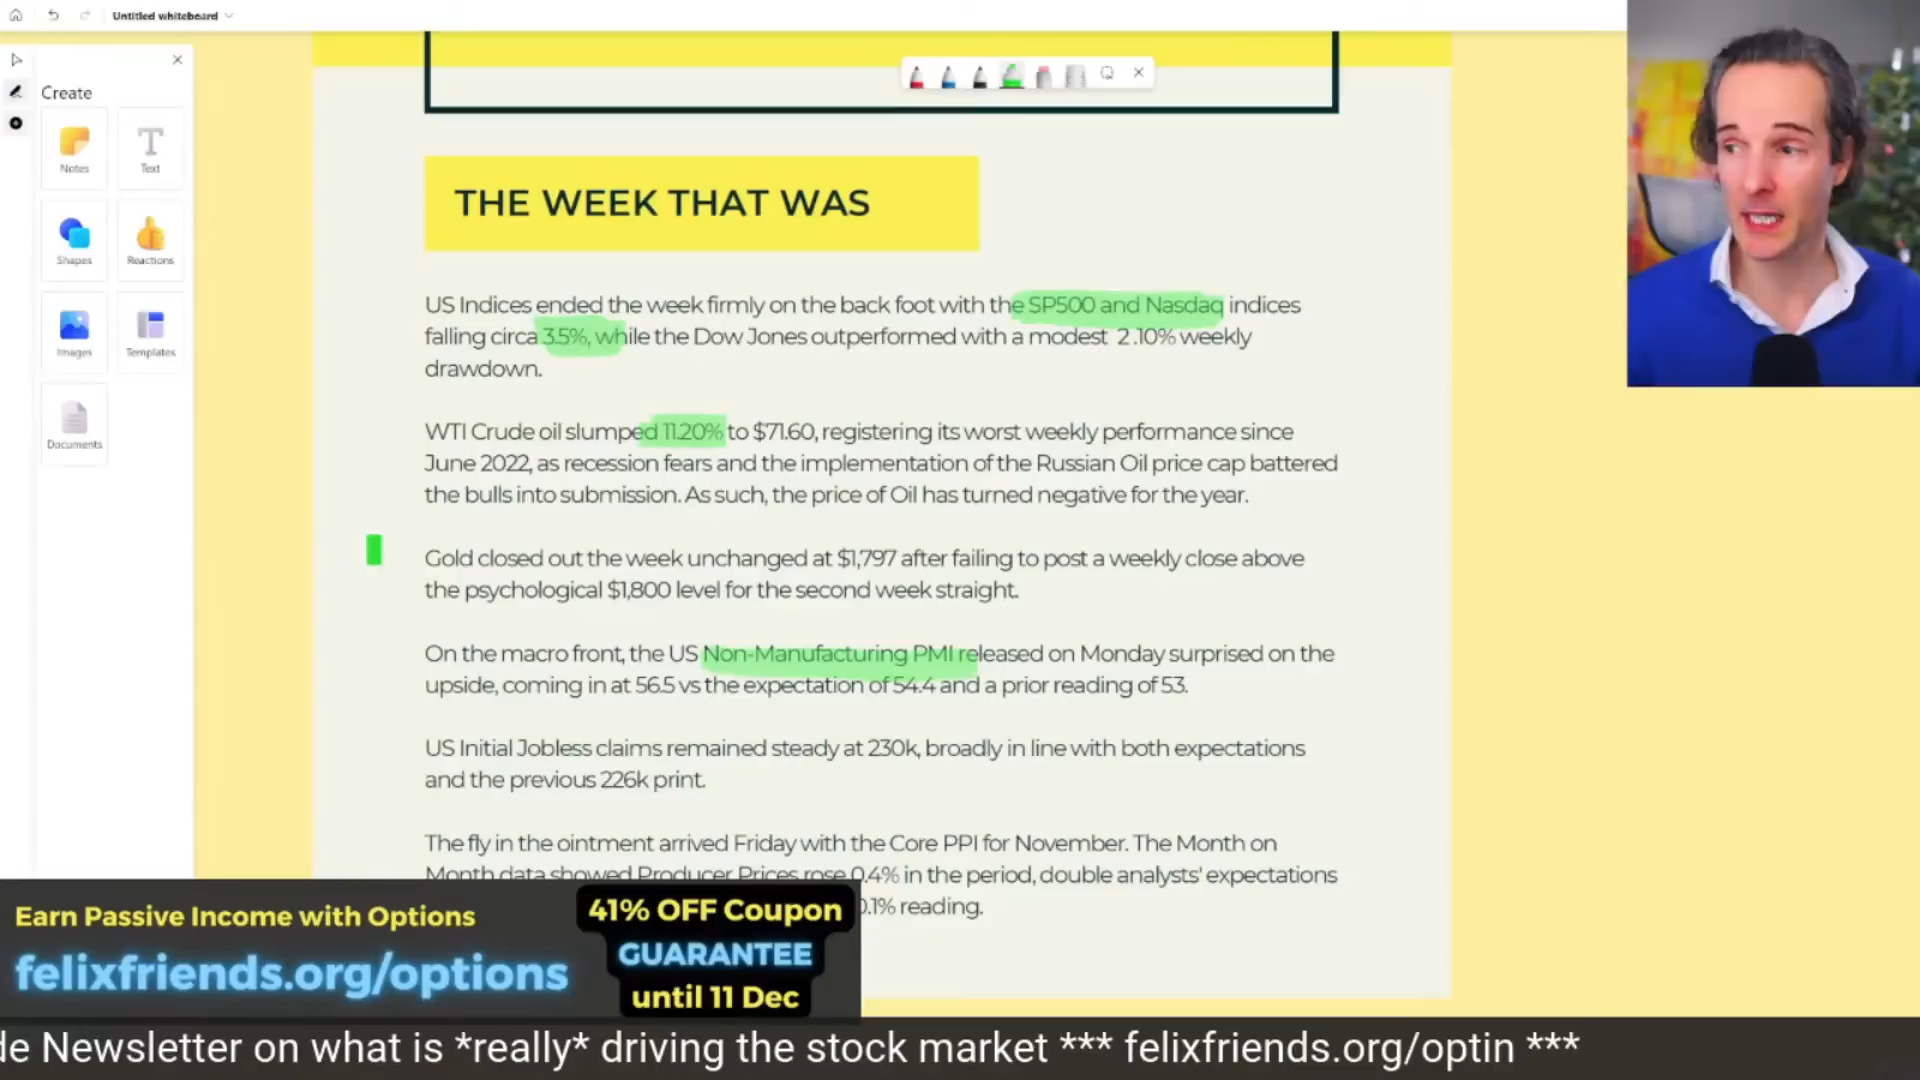 Untitled whiteboard
Create
Notes
Text
Shapes
Reactions
Images
Templates
Documents
THE WEEK THAT WAS
US Indices ended the week firmly on the back foot with the SP500 and Nasdaq indices
falling circa 3.5%, while the Dow Jones outperformed with a modest 2.10% weekly
drawdown.
WTI Crude oil slumped 11.20% to $71.60, registering its worst weekly performance since
June 2022, as recession fears and the implementation of the Russian Oil price cap battered
the bulls into submission. As such, the price of Oil has turned negative for the year.
Gold closed out the week unchanged at $1,797 after failing to post a weekly close above
the psychological $1,800 level for the second week straight.
On the macro front, the US Non-Manufacturing PMI released on Monday surprised on the
upside, coming in at 56.5 vs the expectation of 54.4 and a prior reading of 53.
US Initial Jobless claims remained steady at 230k, broadly in line with both expectations
and the previous 226k print.
The fly in the ointment arrived Friday with the Core PPI for November. The Month on
Month data showed Producer Prices rose 0.4% in the period, double analysts' expectations
0.1% reading.
Earn Passive Income with Options
felixfriends.org/options
41% OFF Coupon
GUARANTEE
until 11 Dec
de Newsletter on what is *really* driving the stock market *** felixfriends.org/optin ***